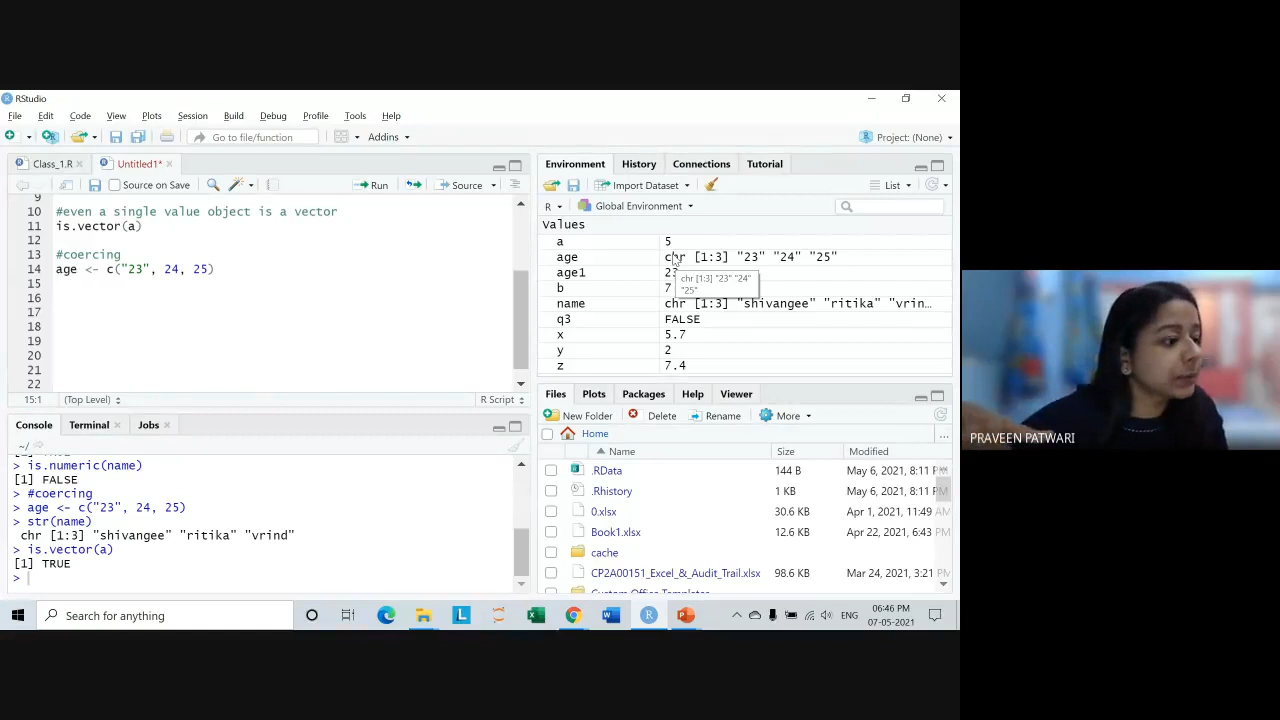 RStudio
File Edit Code View Plots Session Build Debug Profile Tools Help
Go to file/function Addins Project: (None)
Class_1.R Untitled1*
Source on Save Run Source
9
10 #even a single value object is a vector
11 is.vector(a)
12
13 #coercing
14 age <- c("23", 24, 25)
15
16
17
18
19
20
21
22
15:1 (Top Level) R Script
Console Terminal Jobs
~/
> is.numeric(name)
[1] FALSE
> #coercing
> age <- c("23", 24, 25)
> str(name)
chr [1:3] "shivangee" "ritika" "vrind"
> is.vector(a)
[1] TRUE
>
Environment History Connections Tutorial
Import Dataset List
R Global Environment
Values
a 5
age chr [1:3] "23" "24" "25"
age1
chr [1:3] "23" "24"
"25"
b 7
name chr [1:3] "shivangee" "ritika" "vrin…
q3 FALSE
x 5.7
y 2
z 7.4
Files Plots Packages Help Viewer
New Folder Delete Rename More
Home ...
Name Size Modified
.RData 144 B May 6, 2021, 8:11 PM
.Rhistory 1 KB May 6, 2021, 8:11 PM
0.xlsx 30.6 KB Apr 1, 2021, 11:49 AM
Book1.xlsx 12.6 KB Apr 22, 2021, 6:43 PM
cache
CP2A00151_Excel_&_Audit_Trail.xlsx 98.6 KB Mar 24, 2021, 3:21 PM
Search for anything
ENG
06:46 PM
07-05-2021
PRAVEEN PATWARI